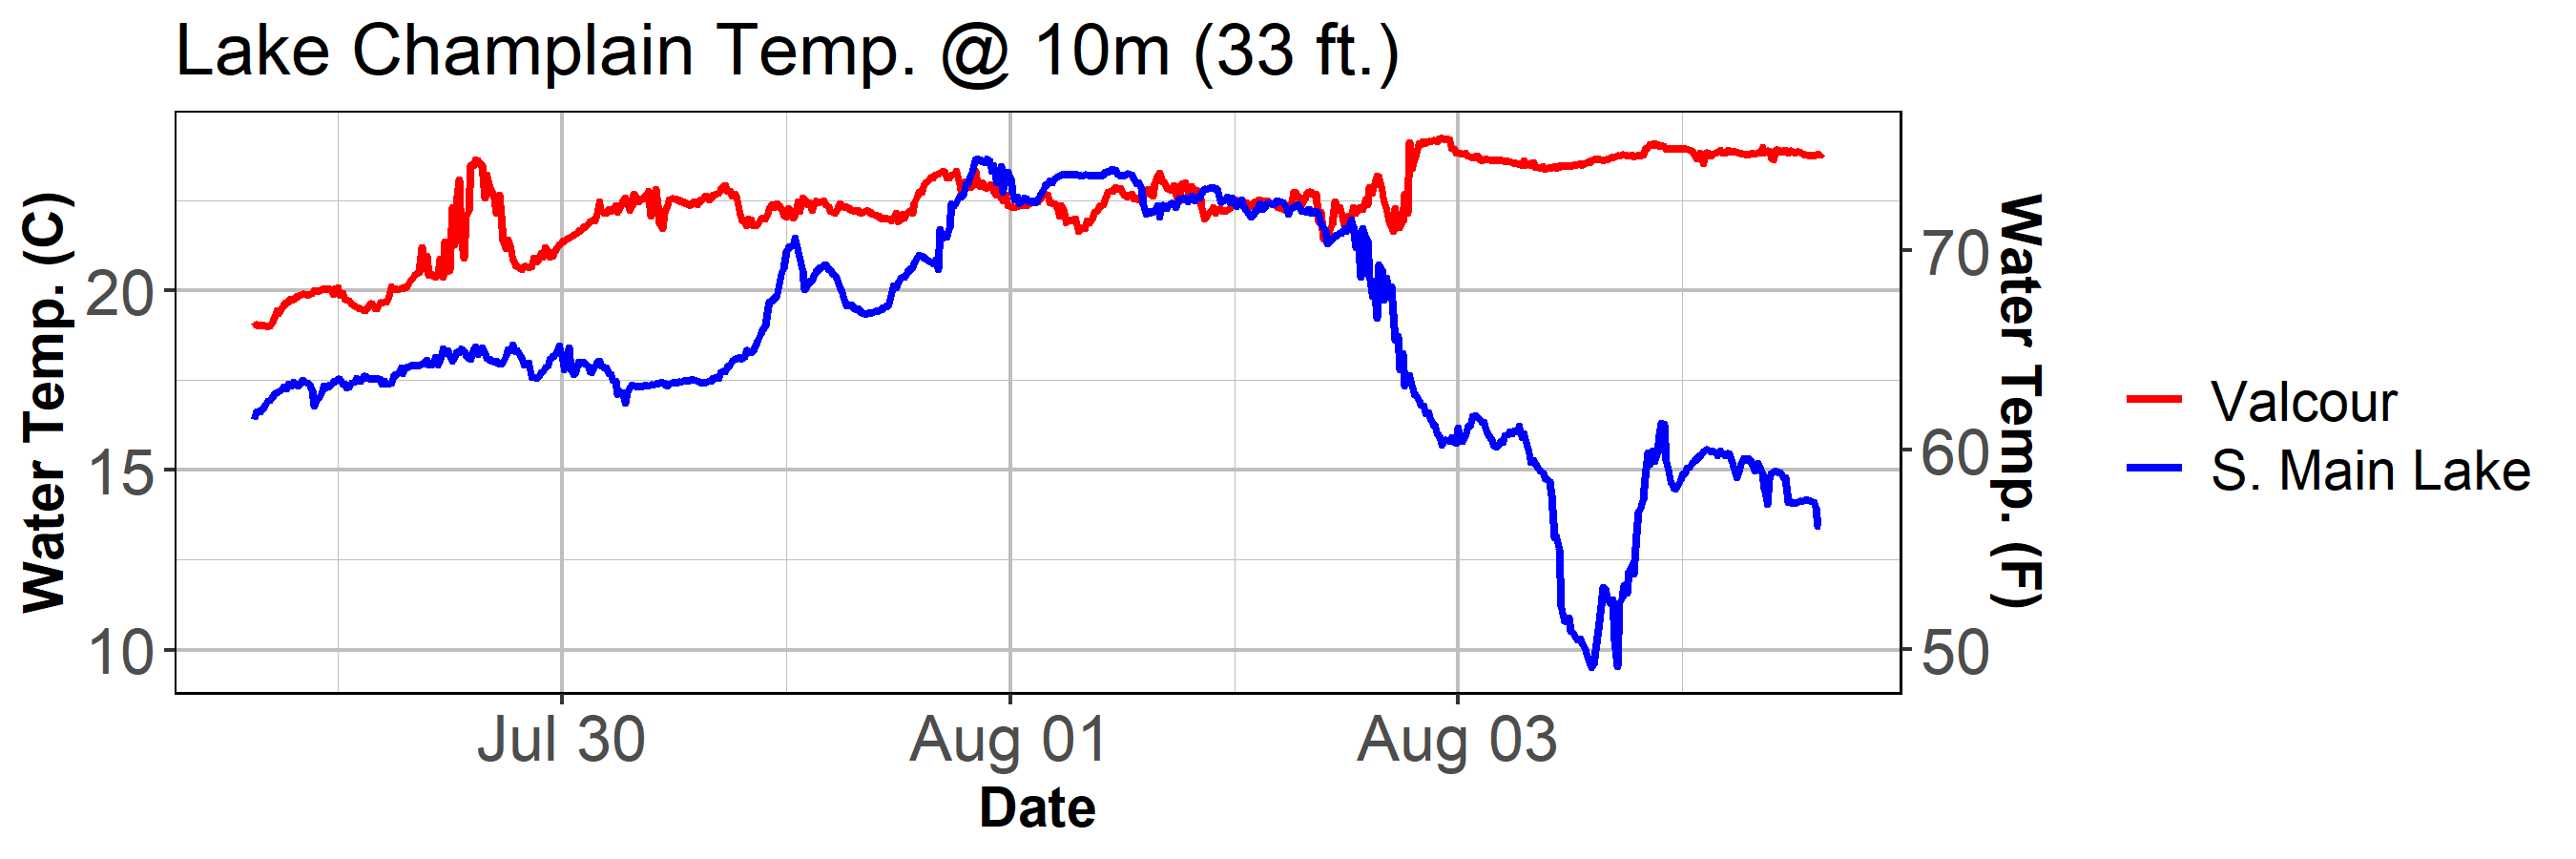 Lake Champlain Temp. @ 10m (33 ft.)
Water Temp. (C)
20
15
10
70
60
50
Water Temp. (F)
Jul 30
Aug 01
Aug 03
Date
Valcour
S. Main Lake